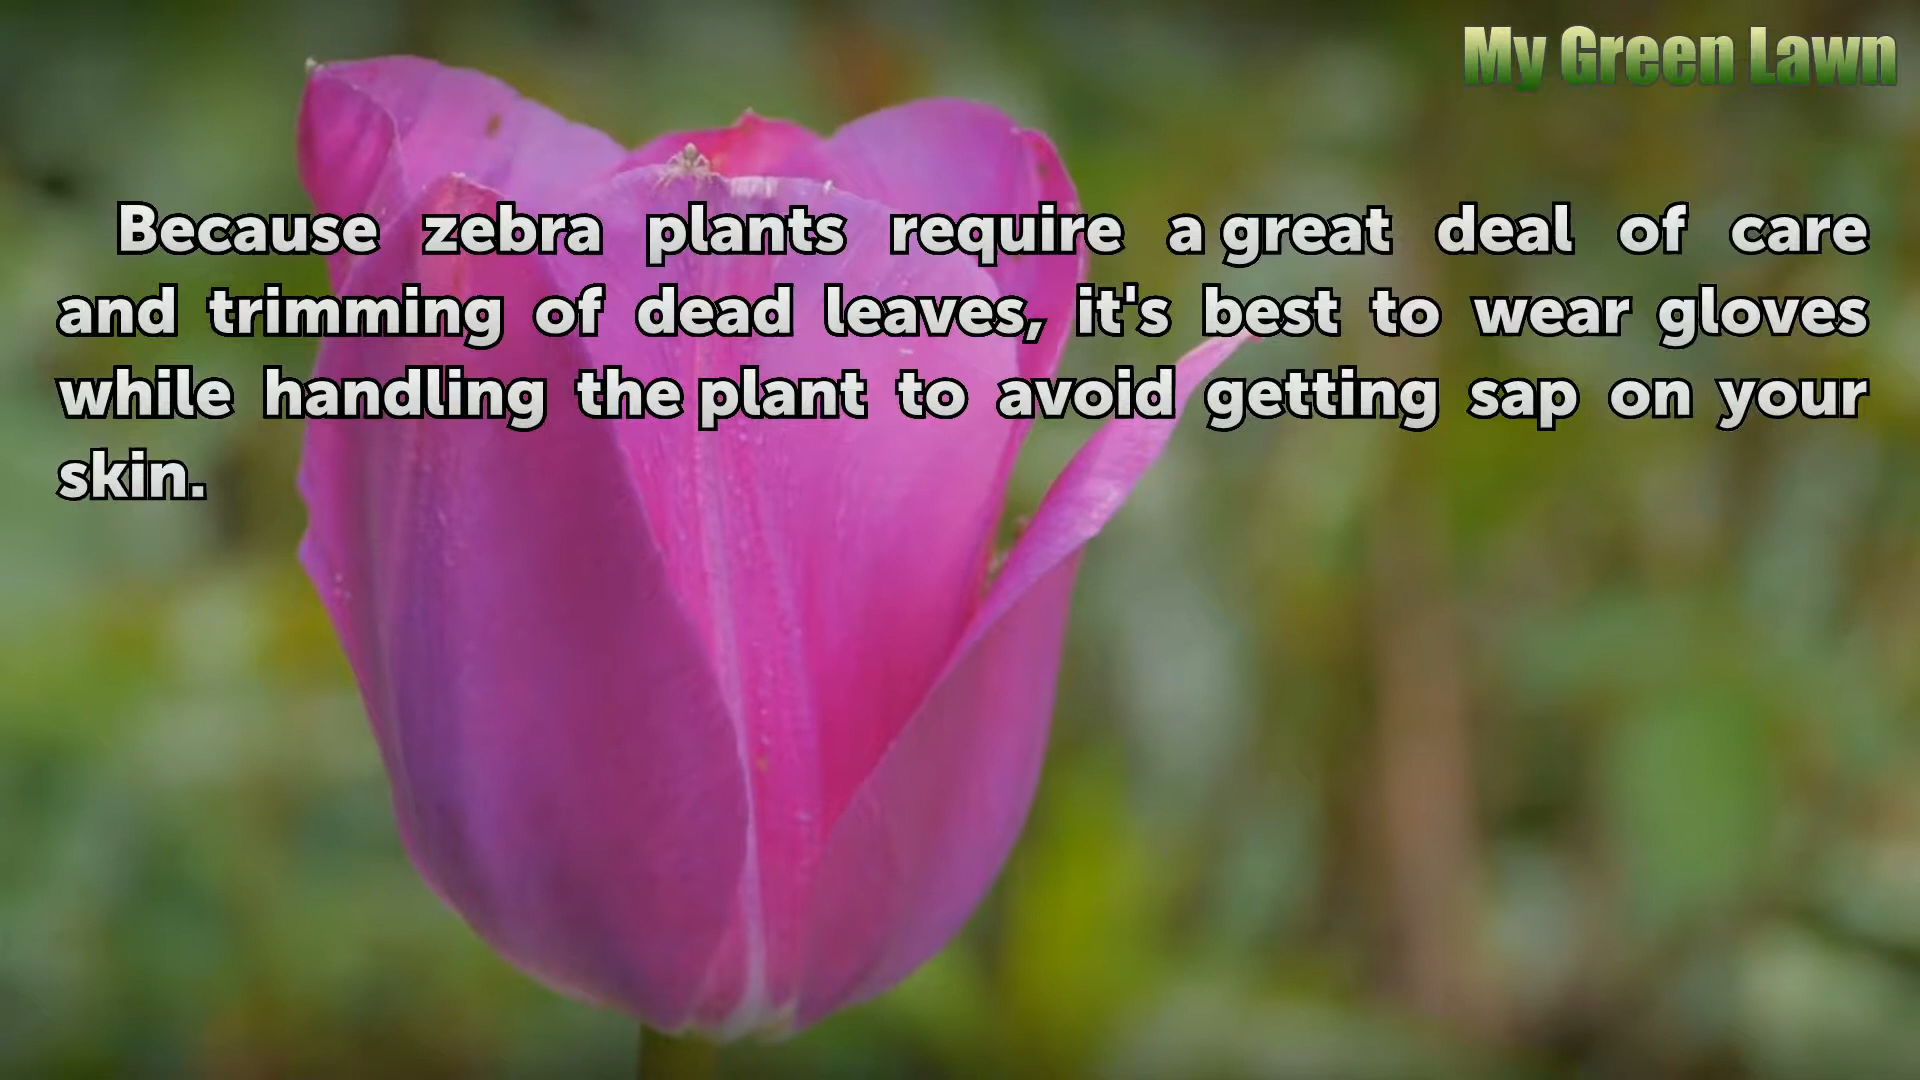 My Green Lawn
Because zebra plants require a great deal of care
and trimming of dead leaves, it's best to wear gloves
while handling the plant to avoid getting sap on your
skin.